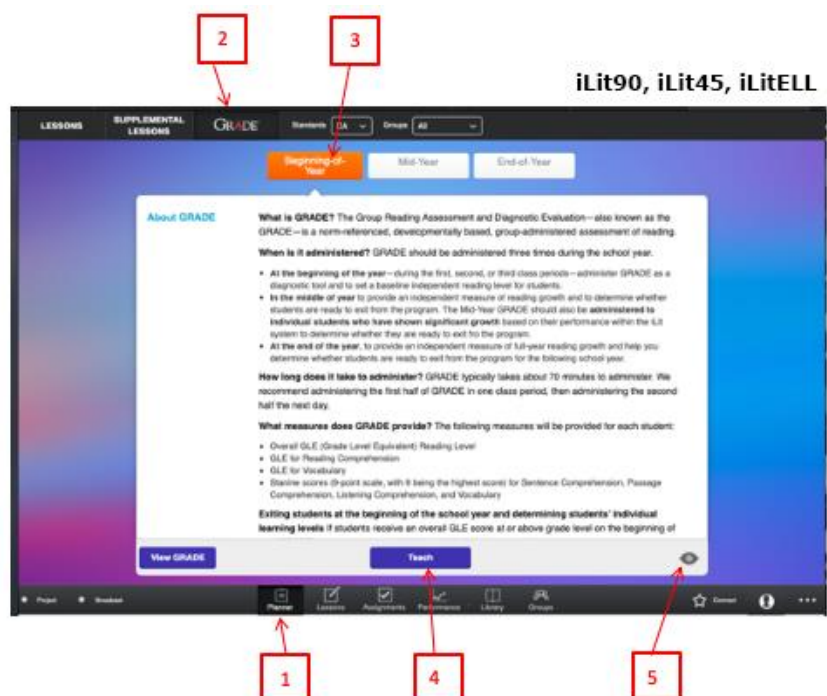 2
3
iLit90, iLit45, iLitELL
LESSONS
SUPPLEMENTAL
LESSONS
GRADE
Standards CA
Groups All
Beginning-of-
Year
Mid-Year
End-of-Year
About GRADE
What is GRADE? The Group Reading Assessment and Diagnostic Evaluation—also known as the
GRADE—is a norm-referenced, developmentally based, group-administered assessment of reading.
When is it administered? GRADE should be administered three times during the school year.
• At the beginning of the year—during the first, second, or third class periods—administer GRADE as a
diagnostic tool and to set a baseline independent reading level for students.
• In the middle of year to provide an independent measure of reading growth and to determine whether
students are ready to exit from the program. The Mid-Year GRADE should also be administered to
individual students who have shown significant growth based on their performance within the iLit
system to determine whether they are ready to exit fro the program.
• At the end of the year, to provide an independent measure of full-year reading growth and help you
determine whether students are ready to exit from the program for the following school year.
How long does it take to administer? GRADE typically takes about 70 minutes to administer. We
recommend administering the first half of GRADE in one class period, then administering the second
half the next day.
What measures does GRADE provide? The following measures will be provided for each student:
• Overall GLE (Grade Level Equivalent) Reading Level
• GLE for Reading Comprehension
• GLE for Vocabulary
• Stanine scores (9-point scale, with 9 being the highest score) for Sentence Comprehension, Passage
Comprehension, Listening Comprehension, and Vocabulary
Exiting students at the beginning of the school year and determining students' individual
learning levels If students receive an overall GLE score at or above grade level on the beginning of
View GRADE
Teach
Project
Broadcast
Planner
Lessons
Assignments
Performance
Library
Groups
Connect
1
4
5